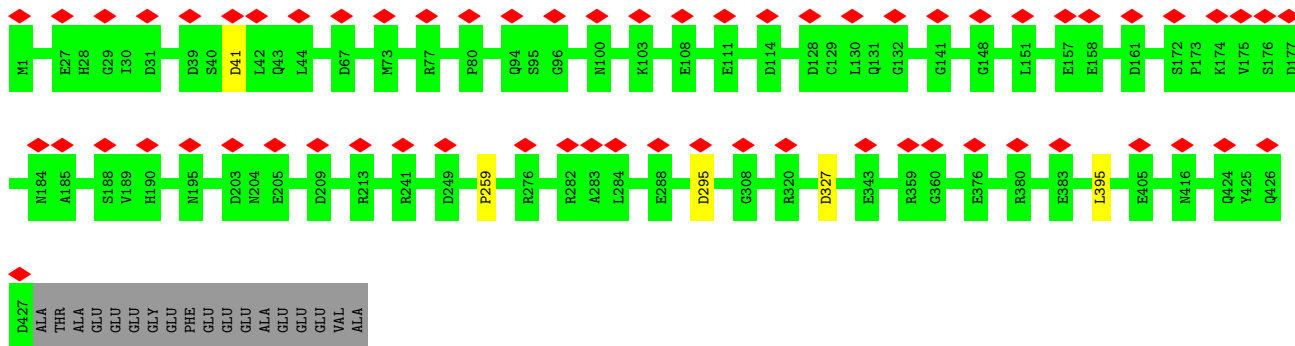 M1 E27 H28 G29 I30 D31 D39 S40 D41 L42 Q43 L44 D67 M73 R77 P80 Q94 S95 G96 N100 K103 E108 E111 D114 D128 C129 L130 Q131 G132 G141 G148 L151 E157 E158 D161 S172 P173 K174 V175 S176 D177
N184 A185 S188 V189 H190 N195 D203 N204 E205 D209 R213 R241 D249 P259 R276 R282 A283 L284 E288 D295 G308 R320 D327 E343 R359 G360 E376 R380 E383 L395 E405 N416 Q424 Y425 Q426
D427 ALA THR ALA GLU GLU GLU GLY GLU PHE GLU GLU GLU ALA GLU GLU GLU VAL ALA